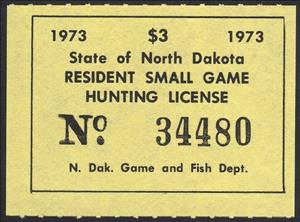 1973 $3 1973
State of North Dakota
RESIDENT SMALL GAME
HUNTING LICENSE
No. 34480
N. Dak. Game and Fish Dept.